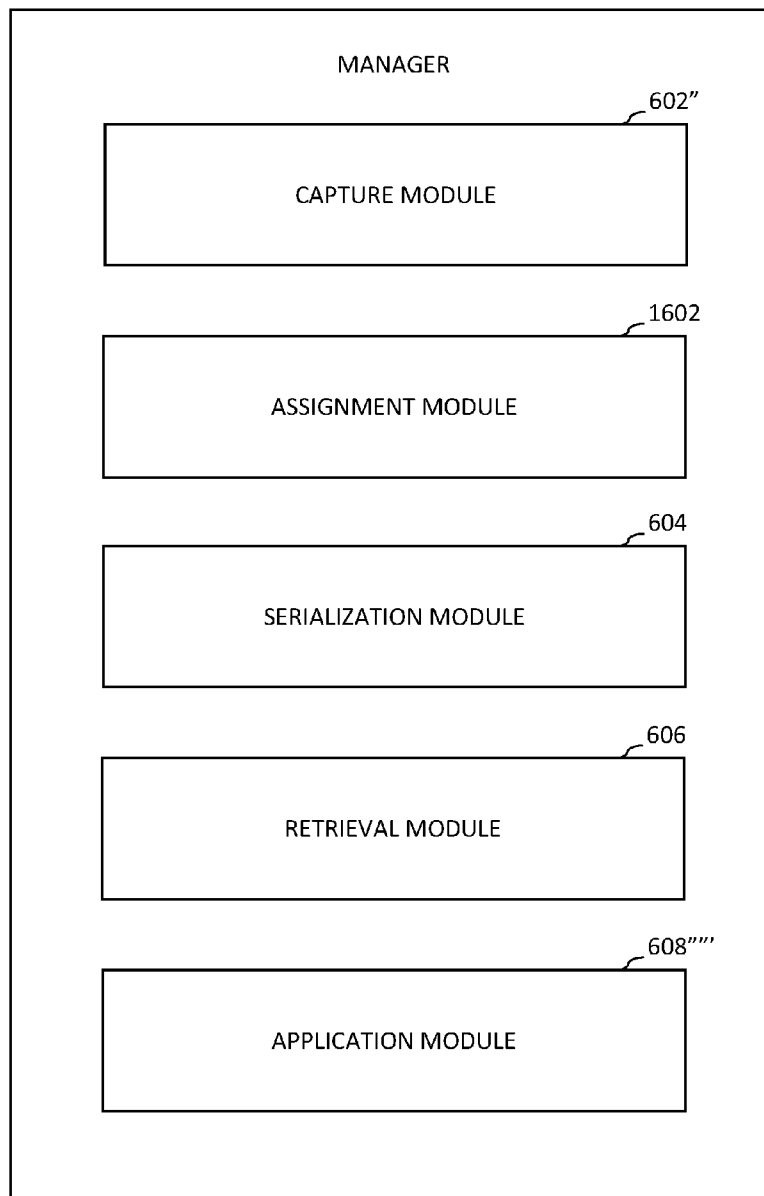 MANAGER
602”
CAPTURE MODULE
1602
ASSIGNMENT MODULE
604
SERIALIZATION MODULE
606
RETRIEVAL MODULE
608””’
APPLICATION MODULE